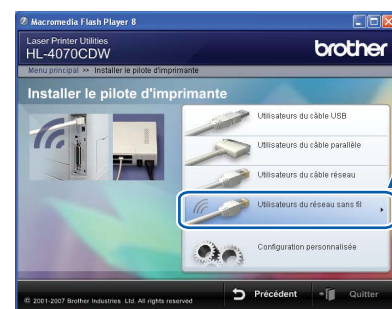 Macromedia Flash Player 8
Laser Printer Utilities
HL-4070CDW
brother
Menu principal >> Installer le pilote d'imprimante
Installer le pilote d'imprimante
Utilisateurs du câble USB
Utilisateurs du câble parallèle
Utilisateurs du câble réseau
Utilisateurs du réseau sans fil
Configuration personnalisée
© 2001-2007 Brother Industries Ltd. All rights reserved
Précédent
Quitter